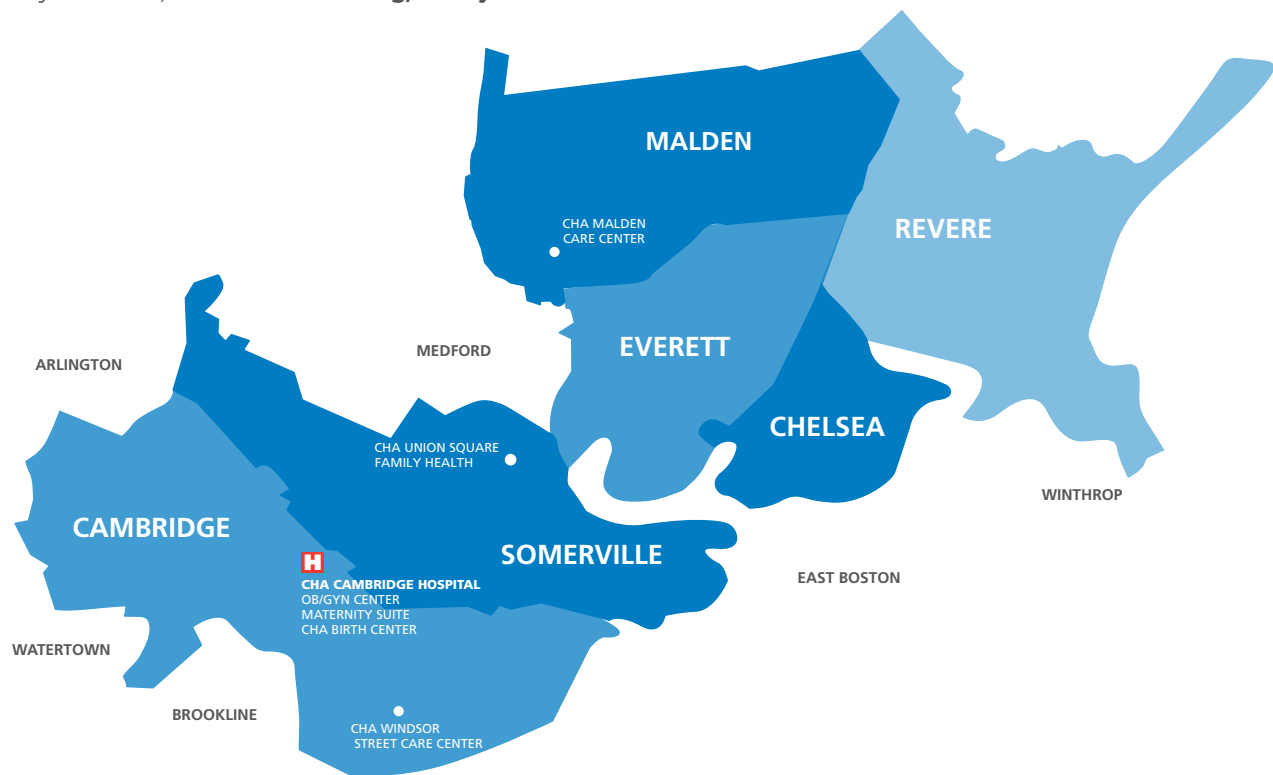 MALDEN
CHA MALDEN
CARE CENTER
REVERE
EVERETT
MEDFORD
ARLINGTON
CHELSEA
CHA UNION SQUARE
FAMILY HEALTH
WINTHROP
CAMBRIDGE
SOMERVILLE
H
CHA CAMBRIDGE HOSPITAL
OB/GYN CENTER
MATERNITY SUITE
CHA BIRTH CENTER
EAST BOSTON
WATERTOWN
BROOKLINE
CHA WINDSOR
STREET CARE CENTER